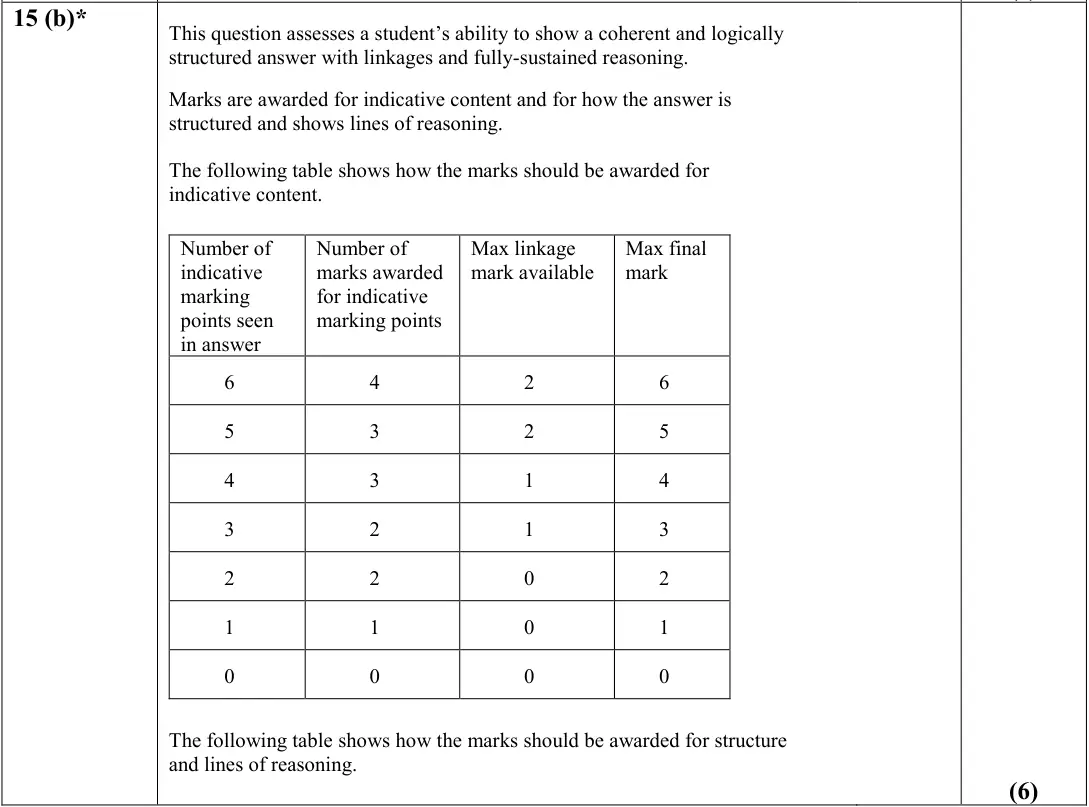 15 (b)*
This question assesses a student's ability to show a coherent and logically
structured answer with linkages and fully-sustained reasoning.
Marks are awarded for indicative content and for how the answer is
structured and shows lines of reasoning.
The following table shows how the marks should be awarded for
indicative content.
Number of indicative marking points seen in answer | Number of marks awarded for indicative marking points | Max linkage mark available | Max final mark
6 4 2 6
5 3 2 5
4 3 1 4
3 2 1 3
2 2 0 2
1 1 0 1
0 0 0 0
The following table shows how the marks should be awarded for structure
and lines of reasoning.
(6)